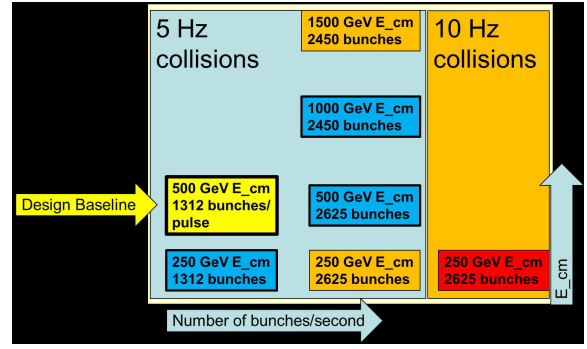 5 Hz
collisions
1500 GeV E_cm
2450 bunches
10 Hz
collisions
1000 GeV E_cm
2450 bunches
Design Baseline
500 GeV E_cm
1312 bunches/
pulse
500 GeV E_cm
2625 bunches
250 GeV E_cm
1312 bunches
250 GeV E_cm
2625 bunches
250 GeV E_cm
2625 bunches
E_cm
Number of bunches/second